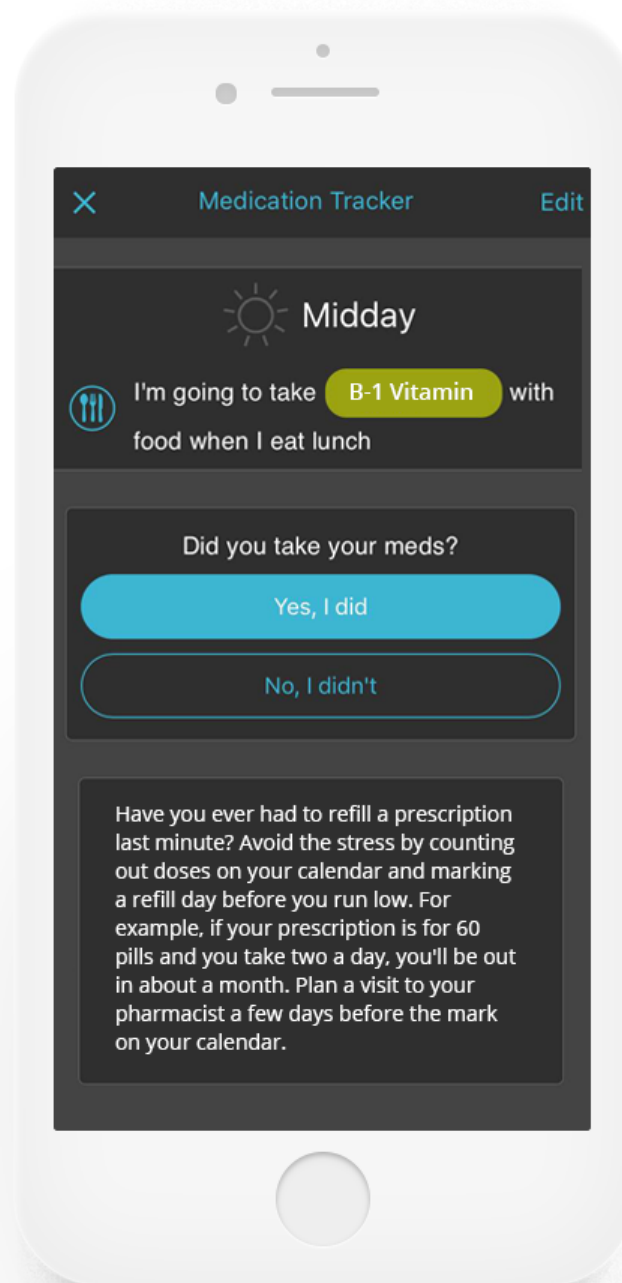 Medication Tracker Edit
Midday
I'm going to take B-1 Vitamin with
food when I eat lunch
Did you take your meds?
Yes, I did
No, I didn't
Have you ever had to refill a prescription
last minute? Avoid the stress by counting
out doses on your calendar and marking
a refill day before you run low. For
example, if your prescription is for 60
pills and you take two a day, you'll be out
in about a month. Plan a visit to your
pharmacist a few days before the mark
on your calendar.